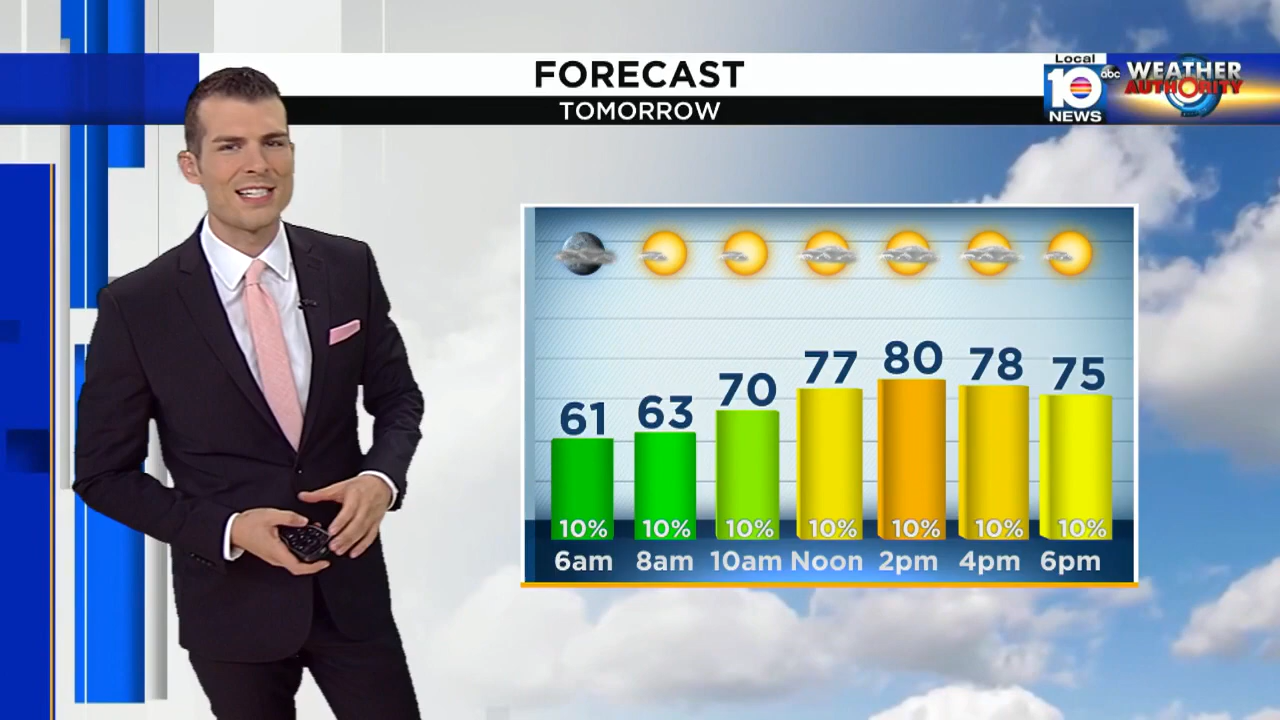 FORECAST
TOMORROW
Local
10
NEWS
abc
WEATHER
AUTHORITY
61 63 70 77 80 78 75
10% 10% 10% 10% 10% 10% 10%
6am 8am 10am Noon 2pm 4pm 6pm